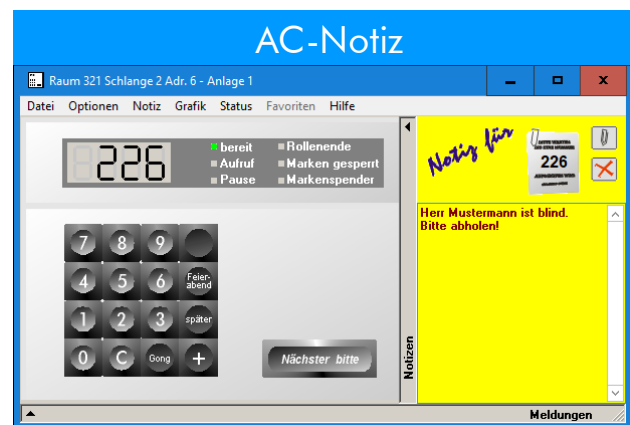 AC-Notiz
Raum 321 Schlange 2 Adr. 6 - Anlage 1
Datei Optionen Notiz Grafik Status Favoriten Hilfe
226
bereit Rollenende
Aufruf Marken gesperrt
Pause Markenspender
Notiz für
226
Herr Mustermann ist blind.
Bitte abholen!
7 8 9
4 5 6 Feier-
abend
1 2 3 später
0 C Gong +
Nächster bitte
Notizen
Meldungen